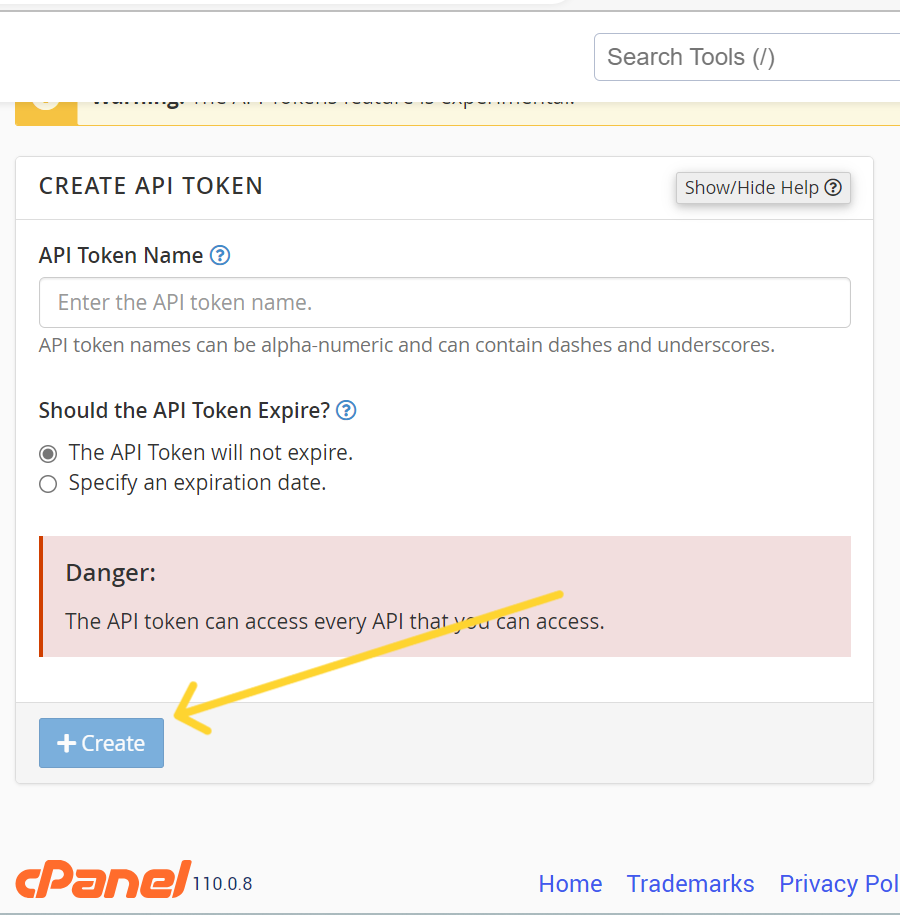 Search Tools (/)
Warning: The API Tokens feature is experimental.
CREATE API TOKEN
Show/Hide Help
API Token Name
Enter the API token name.
API token names can be alpha-numeric and can contain dashes and underscores.
Should the API Token Expire?
The API Token will not expire.
Specify an expiration date.
Danger:
The API token can access every API that you can access.
+ Create
cPanel 110.0.8 Home Trademarks Privacy Pol